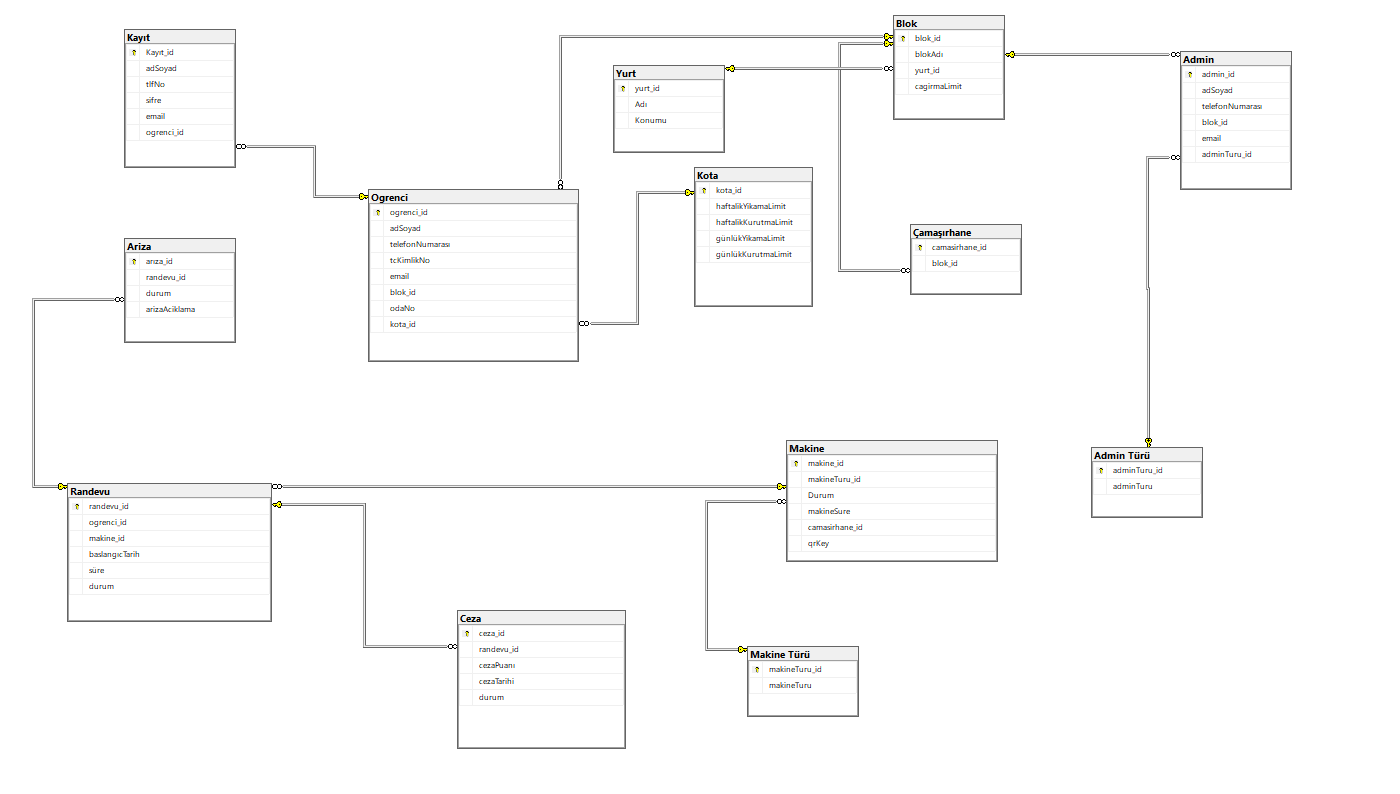 Kayıt
Kayıt_id
adSoyad
tlfNo
sifre
email
ogrenci_id
Yurt
yurt_id
Adı
Konumu
Blok
blok_id
blokAdı
yurt_id
cagirmaLimit
Admin
admin_id
adSoyad
telefonNumarası
blok_id
email
adminTuru_id
Ogrenci
ogrenci_id
adSoyad
telefonNumarası
tcKimlikNo
email
blok_id
odaNo
kota_id
Kota
kota_id
haftalikYikamaLimit
haftalikKurutmaLimit
günlükYikamaLimit
günlükKurutmaLimit
Çamaşırhane
camasirhane_id
blok_id
Ariza
arıza_id
randevu_id
durum
arizaAciklama
Randevu
randevu_id
ogrenci_id
makine_id
baslangıcTarih
süre
durum
Makine
makine_id
makineTuru_id
Durum
makineSure
camasirhane_id
qrKey
Admin Türü
adminTuru_id
adminTuru
Ceza
ceza_id
randevu_id
cezaPuanı
cezaTarihi
durum
Makine Türü
makineTuru_id
makineTuru